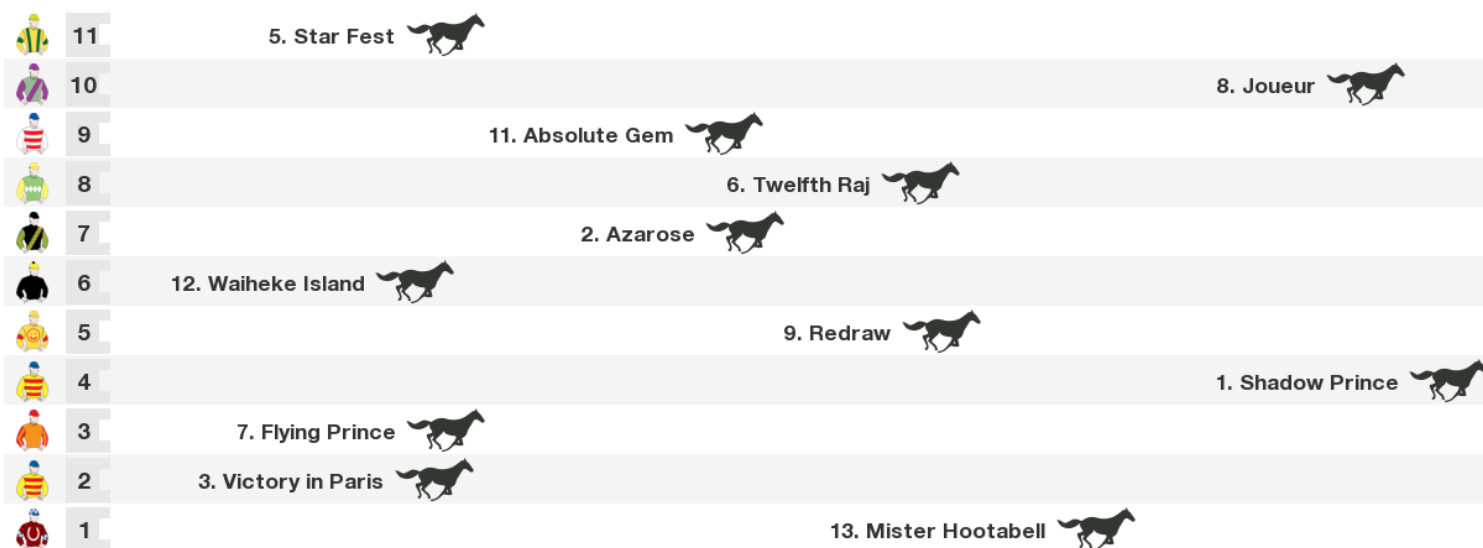 11 5. Star Fest
10 8. Joueur
9 11. Absolute Gem
8 6. Twelfth Raj
7 2. Azarose
6 12. Waiheke Island
5 9. Redraw
4 1. Shadow Prince
3 7. Flying Prince
2 3. Victory in Paris
1 13. Mister Hootabell